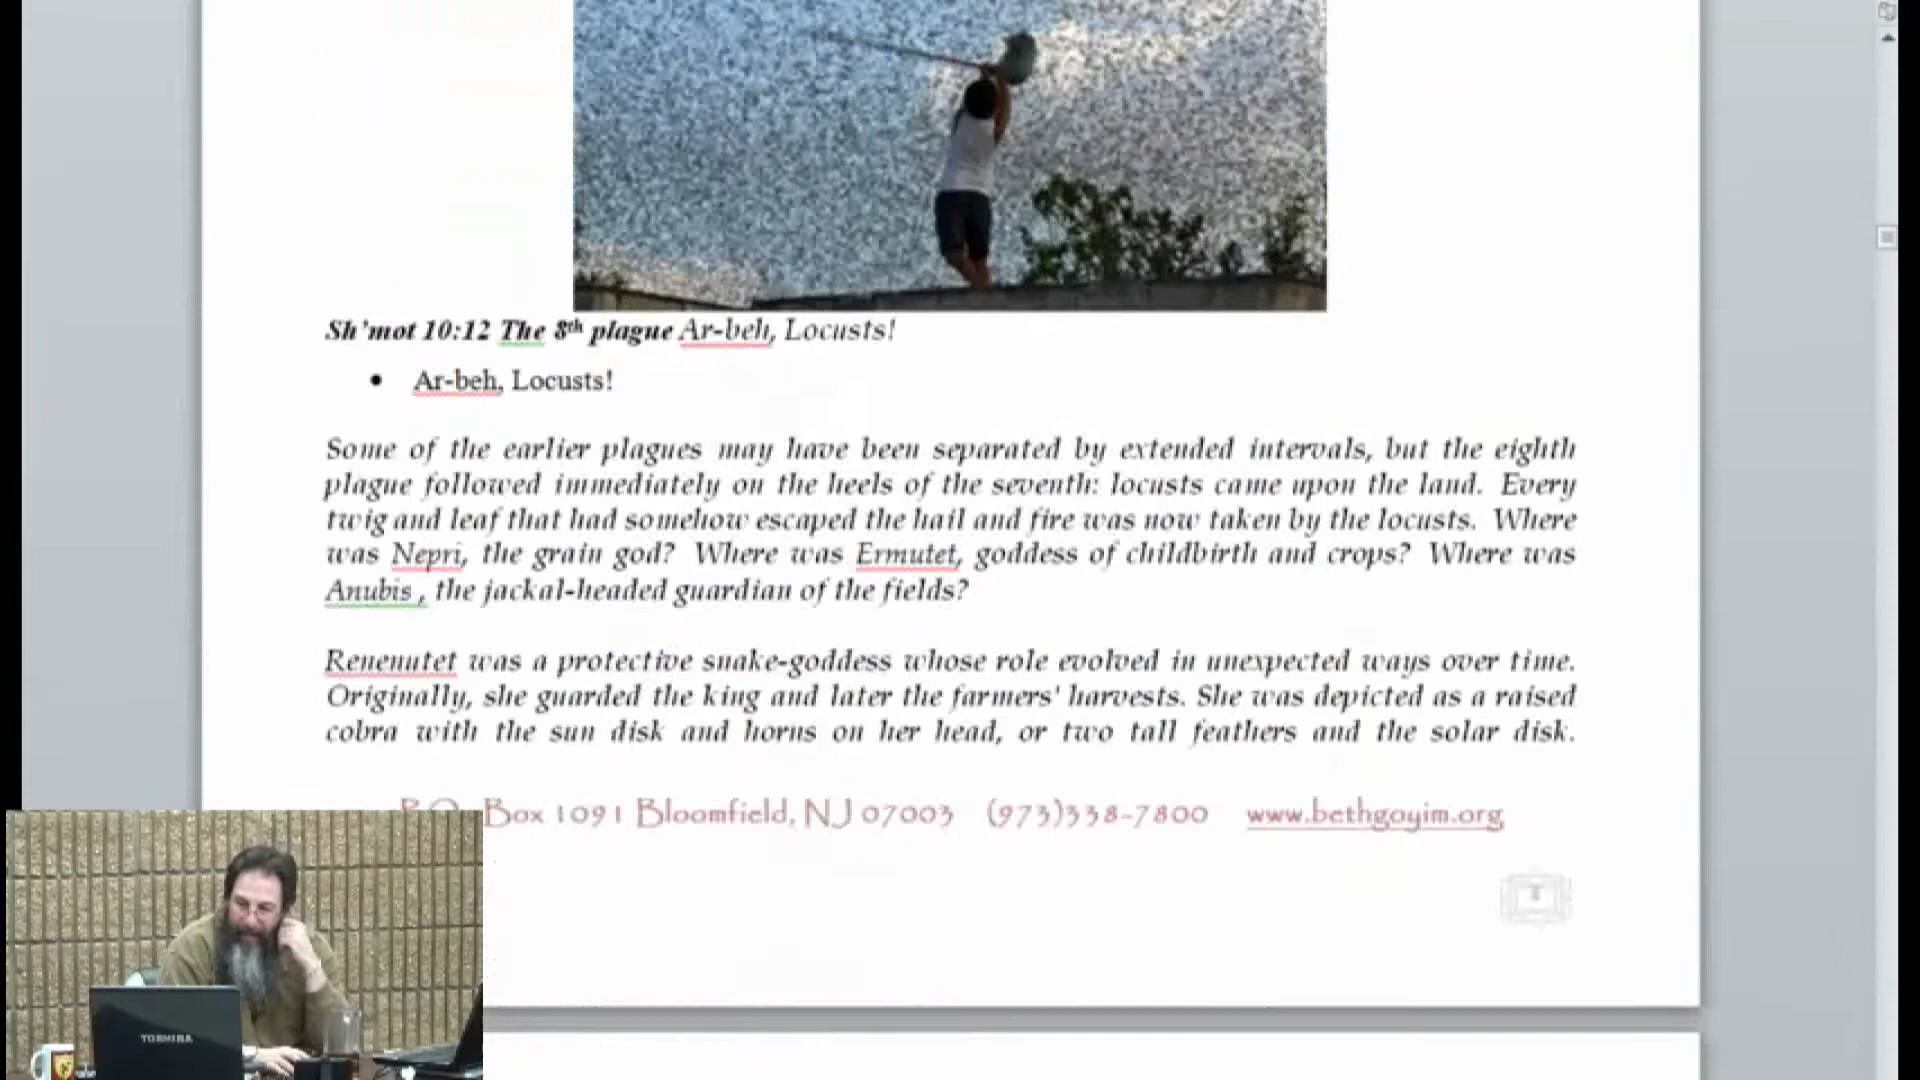 Sh'mot 10:12 The 8th plague Ar-beh, Locusts!
• Ar-beh, Locusts!
Some of the earlier plagues may have been separated by extended intervals, but the eighth
plague followed immediately on the heels of the seventh: locusts came upon the land. Every
twig and leaf that had somehow escaped the hail and fire was now taken by the locusts. Where
was Nepri, the grain god? Where was Ermutet, goddess of childbirth and crops? Where was
Anubis , the jackal-headed guardian of the fields?
Renenutet was a protective snake-goddess whose role evolved in unexpected ways over time.
Originally, she guarded the king and later the farmers' harvests. She was depicted as a raised
cobra with the sun disk and horns on her head, or two tall feathers and the solar disk.
P.O. Box 1091 Bloomfield, NJ 07003 (973)338-7800 www.bethgoyim.org
TOSHIBA